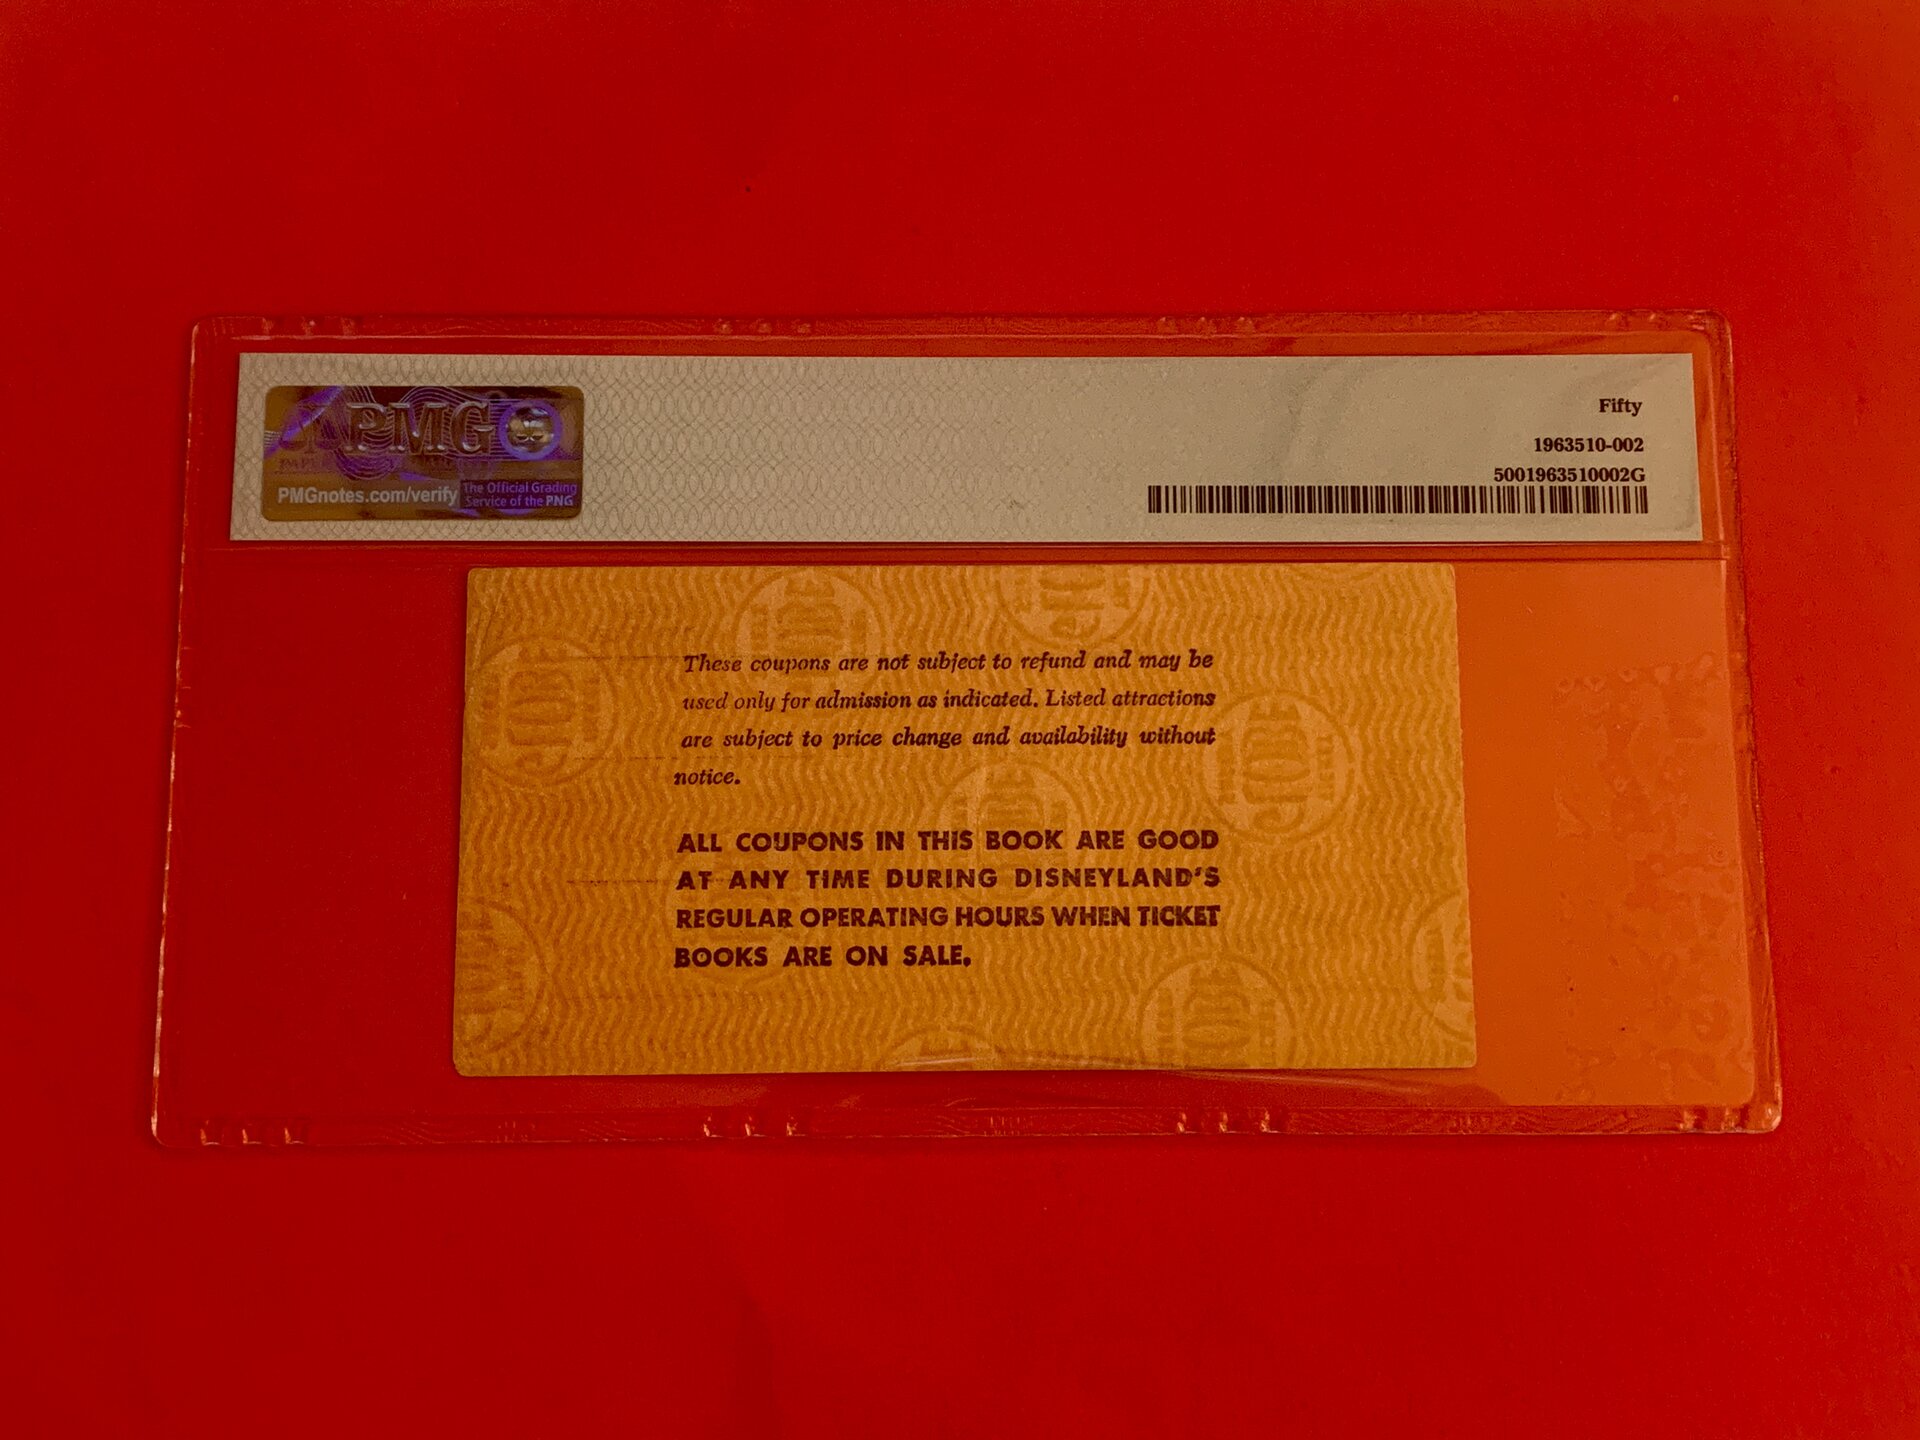 PMG
PMGnotes.com/verify
The Official Grading
Service of the PNG
Fifty
1963510-002
5001963510002G
These coupons are not subject to refund and may be
used only for admission as indicated. Listed attractions
are subject to price change and availability without
notice.
ALL COUPONS IN THIS BOOK ARE GOOD
AT ANY TIME DURING DISNEYLAND'S
REGULAR OPERATING HOURS WHEN TICKET
BOOKS ARE ON SALE.
GLOBE